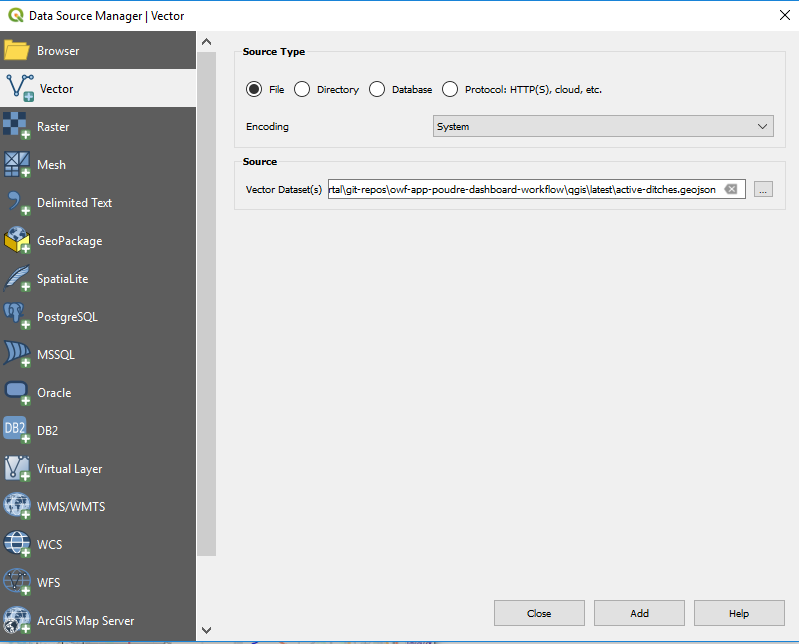 Data Source Manager | Vector
Browser
Vector
Raster
Mesh
Delimited Text
GeoPackage
SpatiaLite
PostgreSQL
MSSQL
Oracle
DB2
DB2
Virtual Layer
WMS/WMTS
WCS
WFS
ArcGIS Map Server
Source Type
File Directory Database Protocol: HTTP(S), cloud, etc.
Encoding System
Source
Vector Dataset(s) rtal\git-repos\owf-app-poudre-dashboard-workflow\qgis\latest\active-ditches.geojson ...
Close Add Help